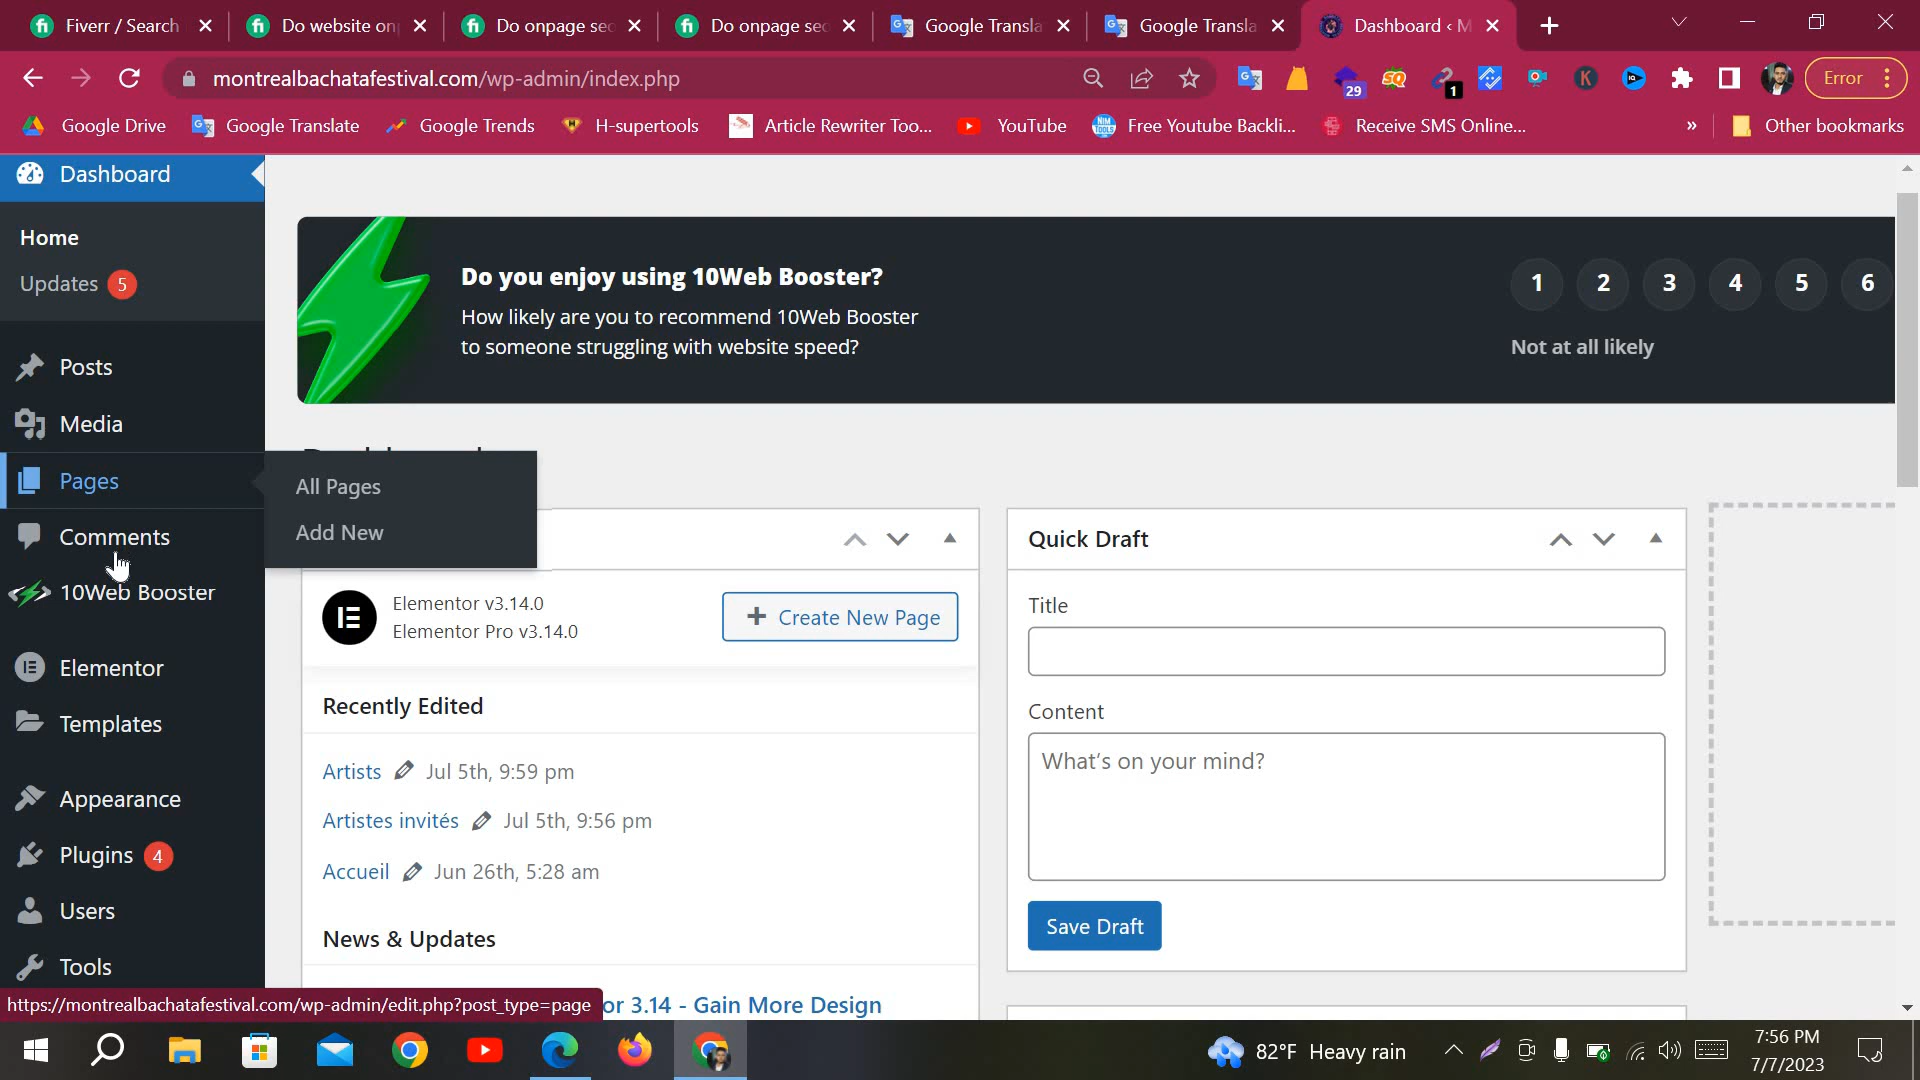 Fiverr / Search
Do website on
Do onpage seo
Do onpage seo
Google Transla
Google Transla
Dashboard ‹ M
montrealbachatafestival.com/wp-admin/index.php
29
1
Error
Google Drive
Google Translate
Google Trends
H-supertools
Article Rewriter Too...
YouTube
Free Youtube Backli...
Receive SMS Online...
»
Other bookmarks
Dashboard
Home
Updates 5
Posts
Media
Pages
Comments
10Web Booster
Elementor
Templates
Appearance
Plugins 4
Users
Tools
All Pages
Add New
Do you enjoy using 10Web Booster?
How likely are you to recommend 10Web Booster
to someone struggling with website speed?
1 2 3 4 5 6
Not at all likely
Elementor v3.14.0
Elementor Pro v3.14.0
+ Create New Page
Recently Edited
Artists Jul 5th, 9:59 pm
Artistes invités Jul 5th, 9:56 pm
Accueil Jun 26th, 5:28 am
News & Updates
or 3.14 - Gain More Design
Quick Draft
Title
Content
What's on your mind?
Save Draft
https://montrealbachatafestival.com/wp-admin/edit.php?post_type=page
82°F Heavy rain
7:56 PM
7/7/2023